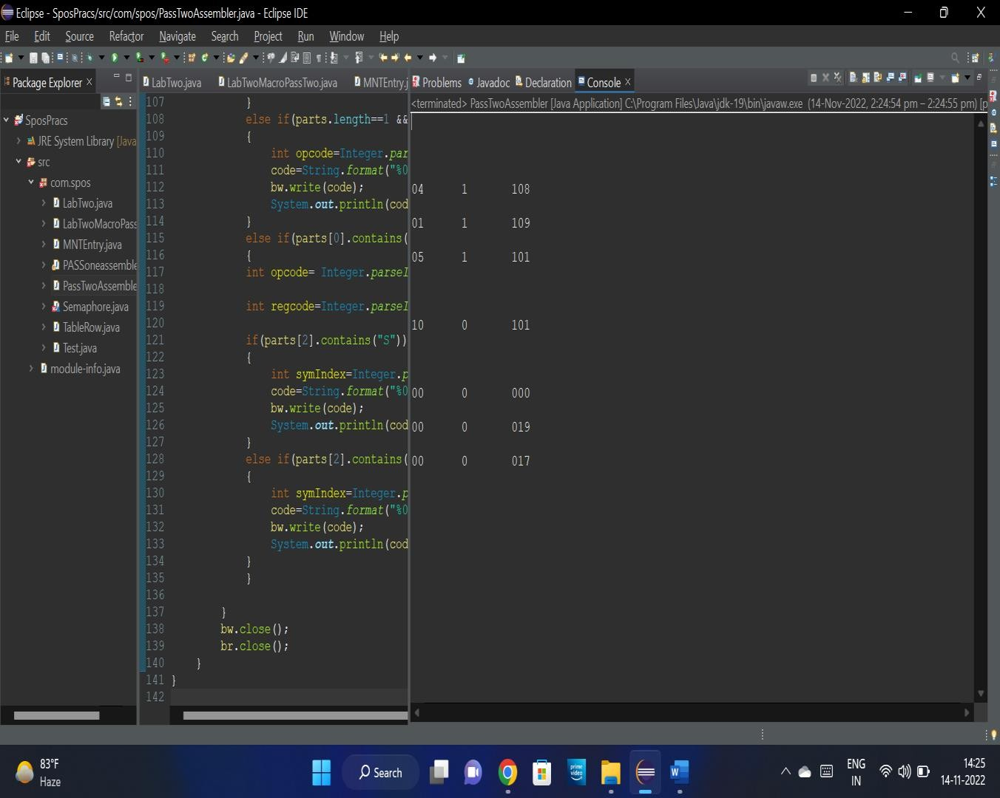 Eclipse - SposPracs/src/com/spos/PassTwoAssembler.java - Eclipse IDE
File Edit Source Refactor Navigate Search Project Run Window Help
Package Explorer
SposPracs
JRE System Library [Java
src
com.spos
LabTwo.java
LabTwoMacroPass
MNTEntry.java
PASSoneassemble
PassTwoAssemble
Semaphore.java
TableRow.java
Test.java
module-info.java
LabTwo.java LabTwoMacroPassTwo.java MNTEntry.j
107 }
108 else if(parts.length==1 &&
109 {
110 int opcode=Integer.par
111 code=String.format("%0
112 bw.write(code);
113 System.out.println(cod
114 }
115 else if(parts[0].contains(
116 {
117 int opcode= Integer.parseI
118
119 int regcode=Integer.parseI
120
121 if(parts[2].contains("S"))
122 {
123 int symIndex=Integer.p
124 code=String.format("%0
125 bw.write(code);
126 System.out.println(cod
127 }
128 else if(parts[2].contains(
129 {
130 int symIndex=Integer.p
131 code=String.format("%0
132 bw.write(code);
133 System.out.println(cod
134 }
135 }
136
137 }
138 bw.close();
139 br.close();
140 }
141 }
142
Problems Javadoc Declaration Console
<terminated> PassTwoAssembler [Java Application] C:\Program Files\Java\jdk-19\bin\javaw.exe (14-Nov-2022, 2:24:54 pm – 2:24:55 pm) [p
04 1 108
01 1 109
05 1 101
10 0 101
00 0 000
00 0 019
00 0 017
83°F
Haze
Search
prime video
W
ENG
IN
14:25
14-11-2022